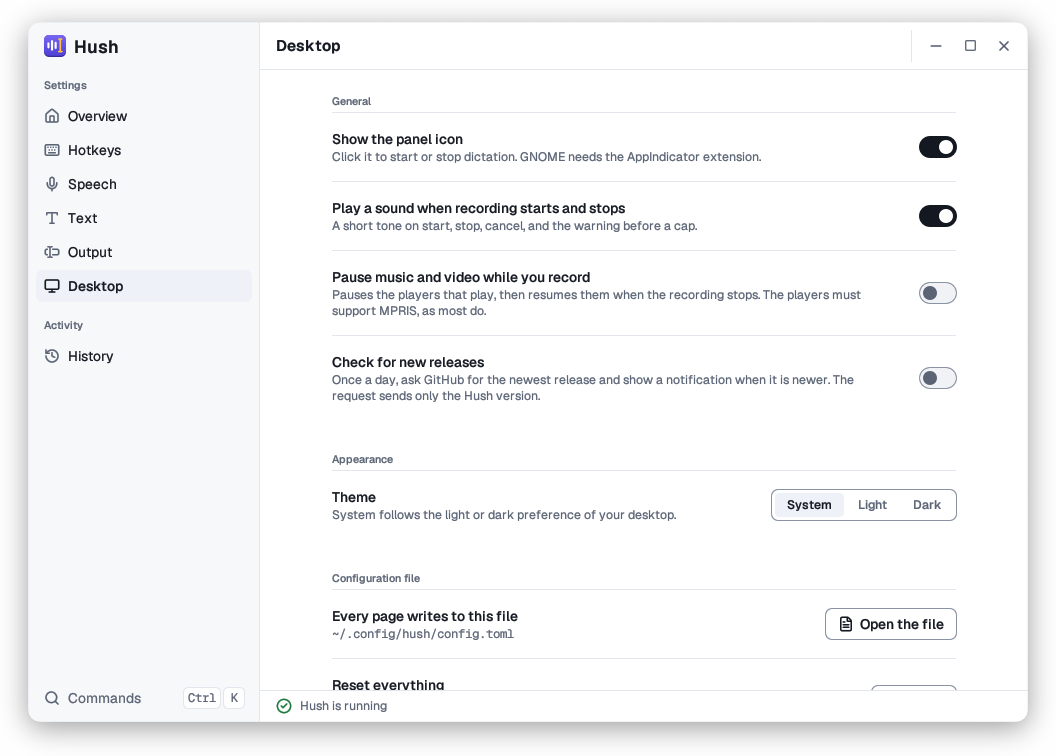 Hush
Desktop
Settings
Overview
Hotkeys
Speech
Text
Output
Desktop
Activity
History
Commands
Ctrl K
General
Show the panel icon
Click it to start or stop dictation. GNOME needs the AppIndicator extension.
Play a sound when recording starts and stops
A short tone on start, stop, cancel, and the warning before a cap.
Pause music and video while you record
Pauses the players that play, then resumes them when the recording stops. The players must
support MPRIS, as most do.
Check for new releases
Once a day, ask GitHub for the newest release and show a notification when it is newer. The
request sends only the Hush version.
Appearance
Theme
System follows the light or dark preference of your desktop.
System Light Dark
Configuration file
Every page writes to this file
~/.config/hush/config.toml
Open the file
Reset everything
Hush is running